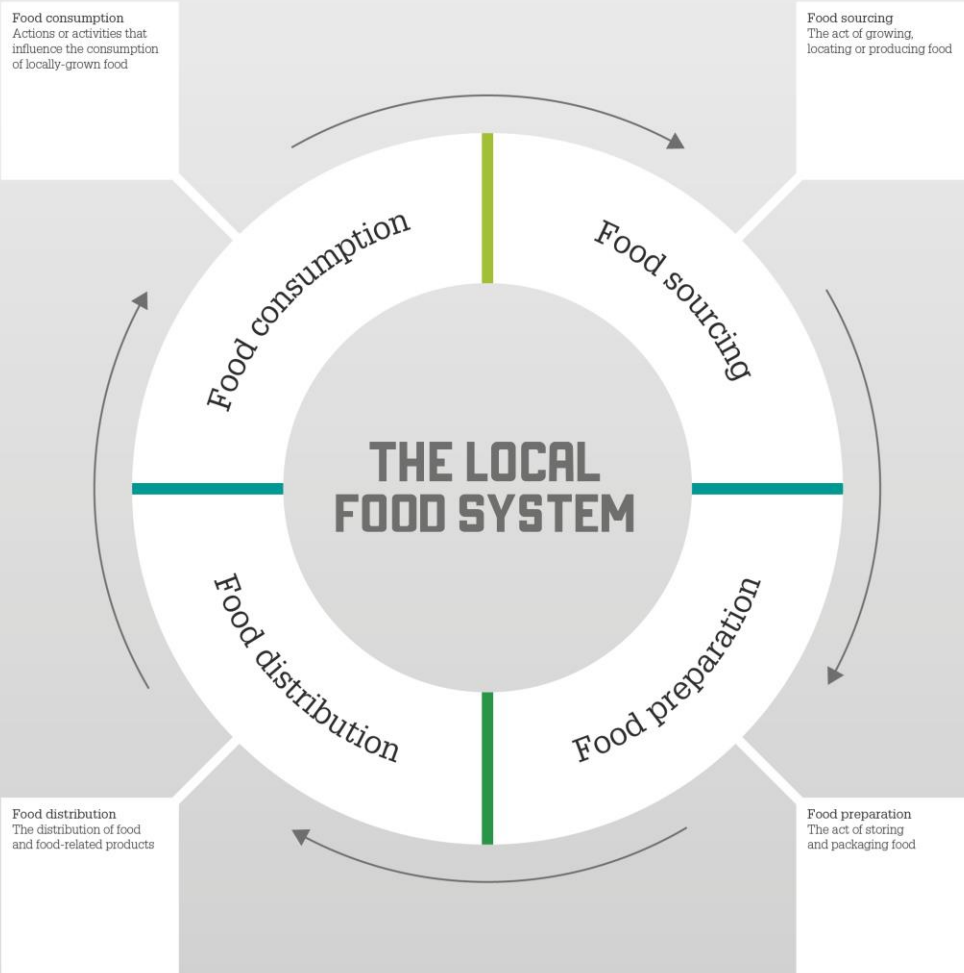 Food consumption
Actions or activities that
influence the consumption
of locally-grown food
Food sourcing
The act of growing,
locating or producing food
Food consumption
Food sourcing
THE LOCAL
FOOD SYSTEM
Food distribution
Food preparation
Food distribution
The distribution of food
and food-related products
Food preparation
The act of storing
and packaging food